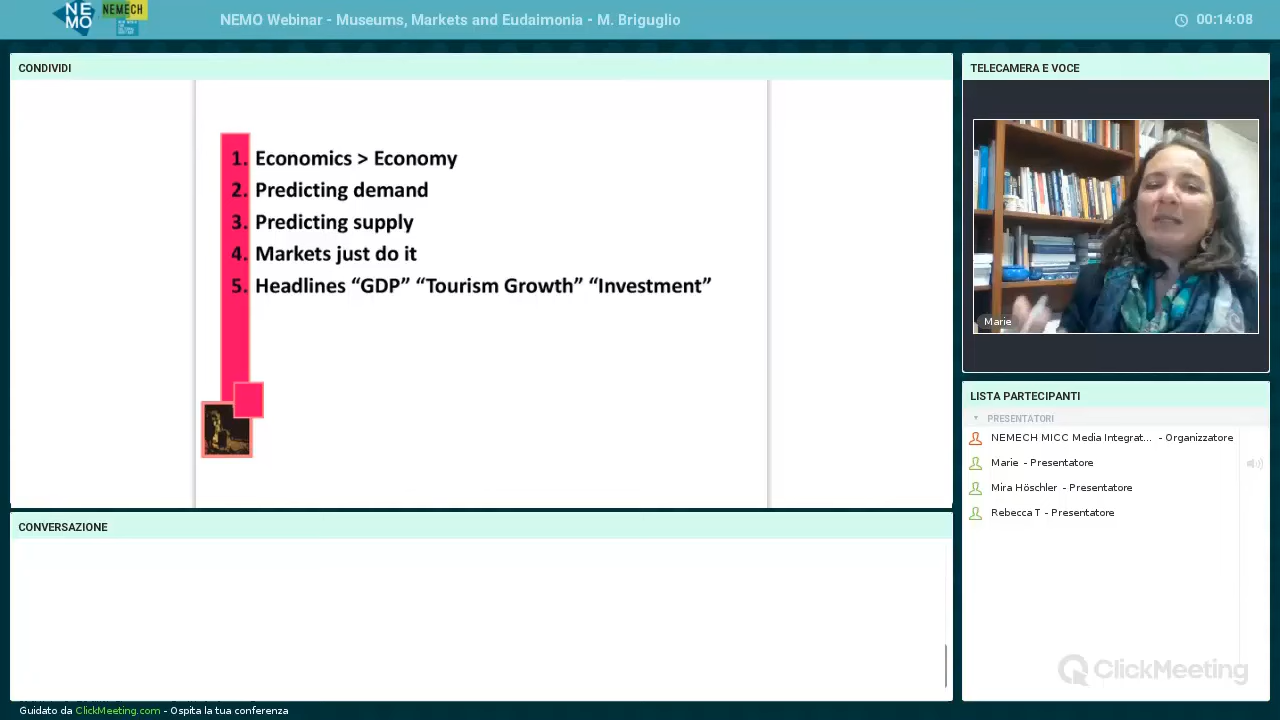 NE
MO
NEMECH
NEMO Webinar - Museums, Markets and Eudaimonia - M. Briguglio
00:14:08
CONDIVIDI
1. Economics > Economy
2. Predicting demand
3. Predicting supply
4. Markets just do it
5. Headlines “GDP” “Tourism Growth” “Investment”
TELECAMERA E VOCE
Marie
LISTA PARTECIPANTI
PRESENTATORI
NEMECH MICC Media Integrat... - Organizzatore
Marie - Presentatore
Mira Höschler - Presentatore
Rebecca T - Presentatore
CONVERSAZIONE
ClickMeeting
Guidato da ClickMeeting.com - Ospita la tua conferenza